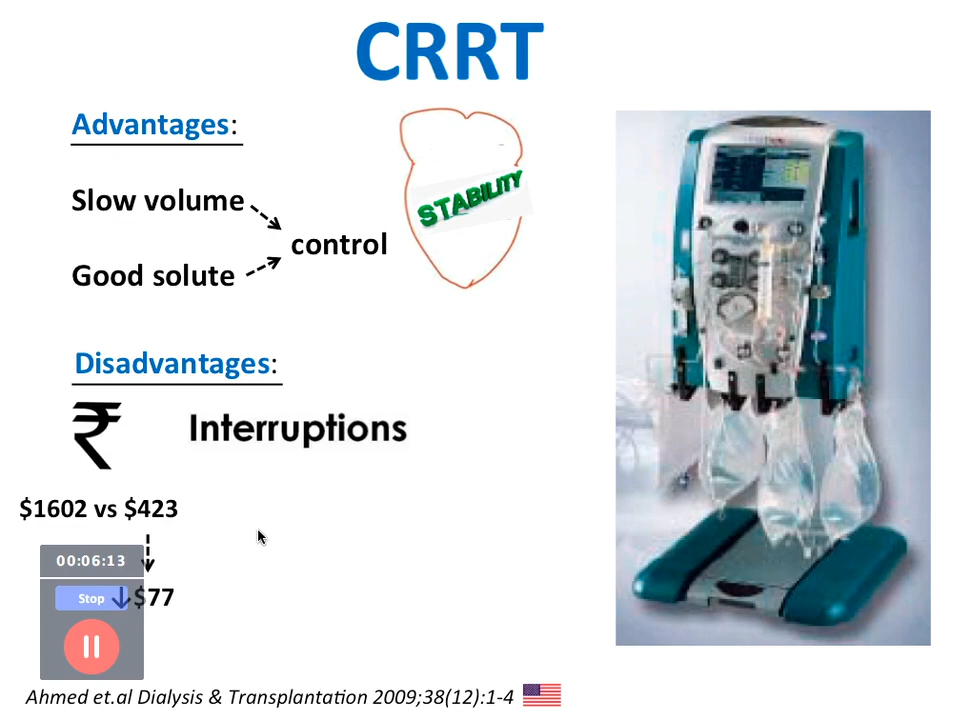 CRRT
Advantages:
Slow volume
Good solute
control
STABILITY
Disadvantages:
₹
Interruptions
$1602 vs $423
00:06:13
Stop
↓$77
Ahmed et.al Dialysis & Transplantation 2009;38(12):1-4